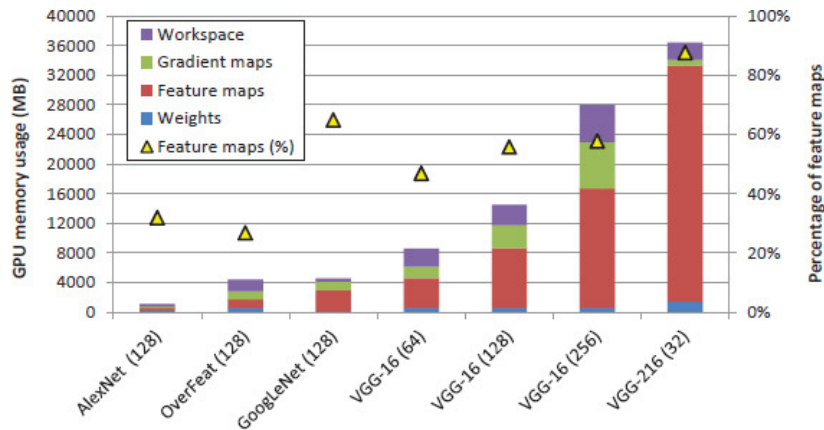 GPU memory usage (MB)
40000
36000
32000
28000
24000
20000
16000
12000
8000
4000
0
Workspace
Gradient maps
Feature maps
Weights
Feature maps (%)
100%
80%
60%
40%
20%
0%
Percentage of feature maps
AlexNet (128)
OverFeat (128)
GoogLeNet (128)
VGG-16 (64)
VGG-16 (128)
VGG-16 (256)
VGG-216 (32)